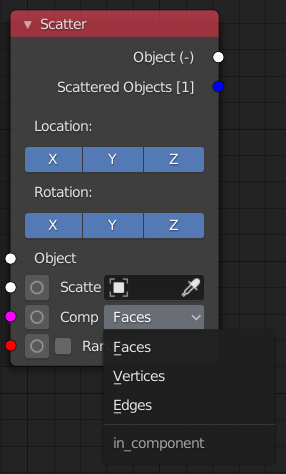 Scatter
Object (-)
Scattered Objects [1]
Location:
X Y Z
Rotation:
X Y Z
Object
Scatte
Comp Faces
Ran
Faces
Vertices
Edges
in_component